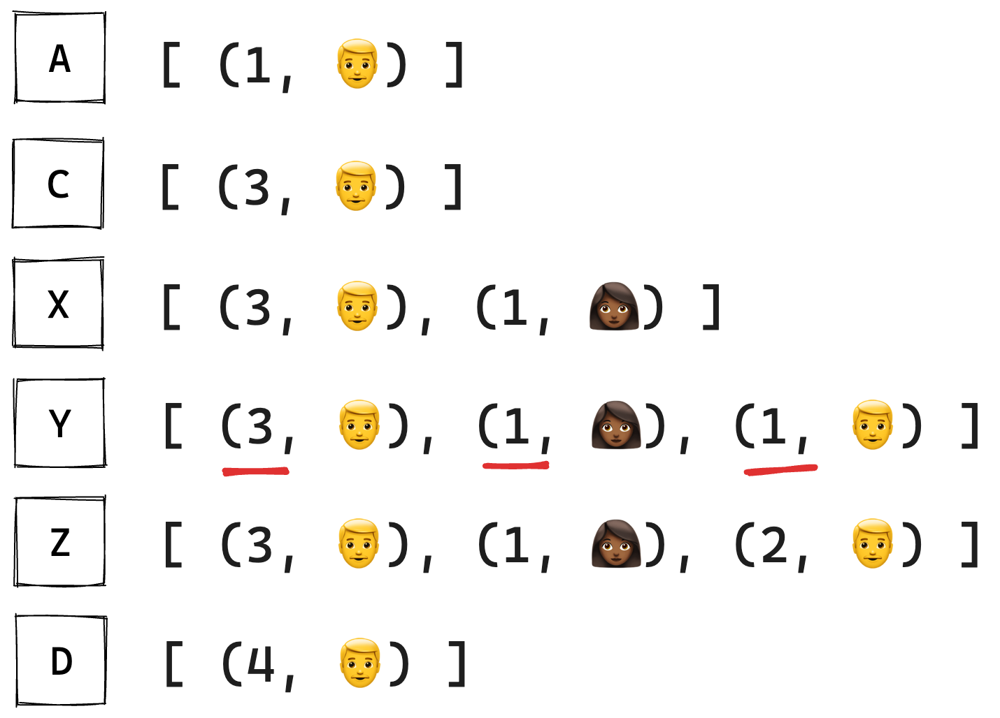 A [ (1, 👨🏼) ]
C [ (3, 👱‍♂️) ]
X [ (3, 👱‍♂️), (1, 👩🏾) ]
Y [ (3, 👱‍♂️), (1, 👩🏾), (1, 👱‍♂️) ]
Z [ (3, 👱‍♂️), (1, 👩🏾), (2, 👱‍♂️) ]
D [ (4, 👱‍♂️) ]